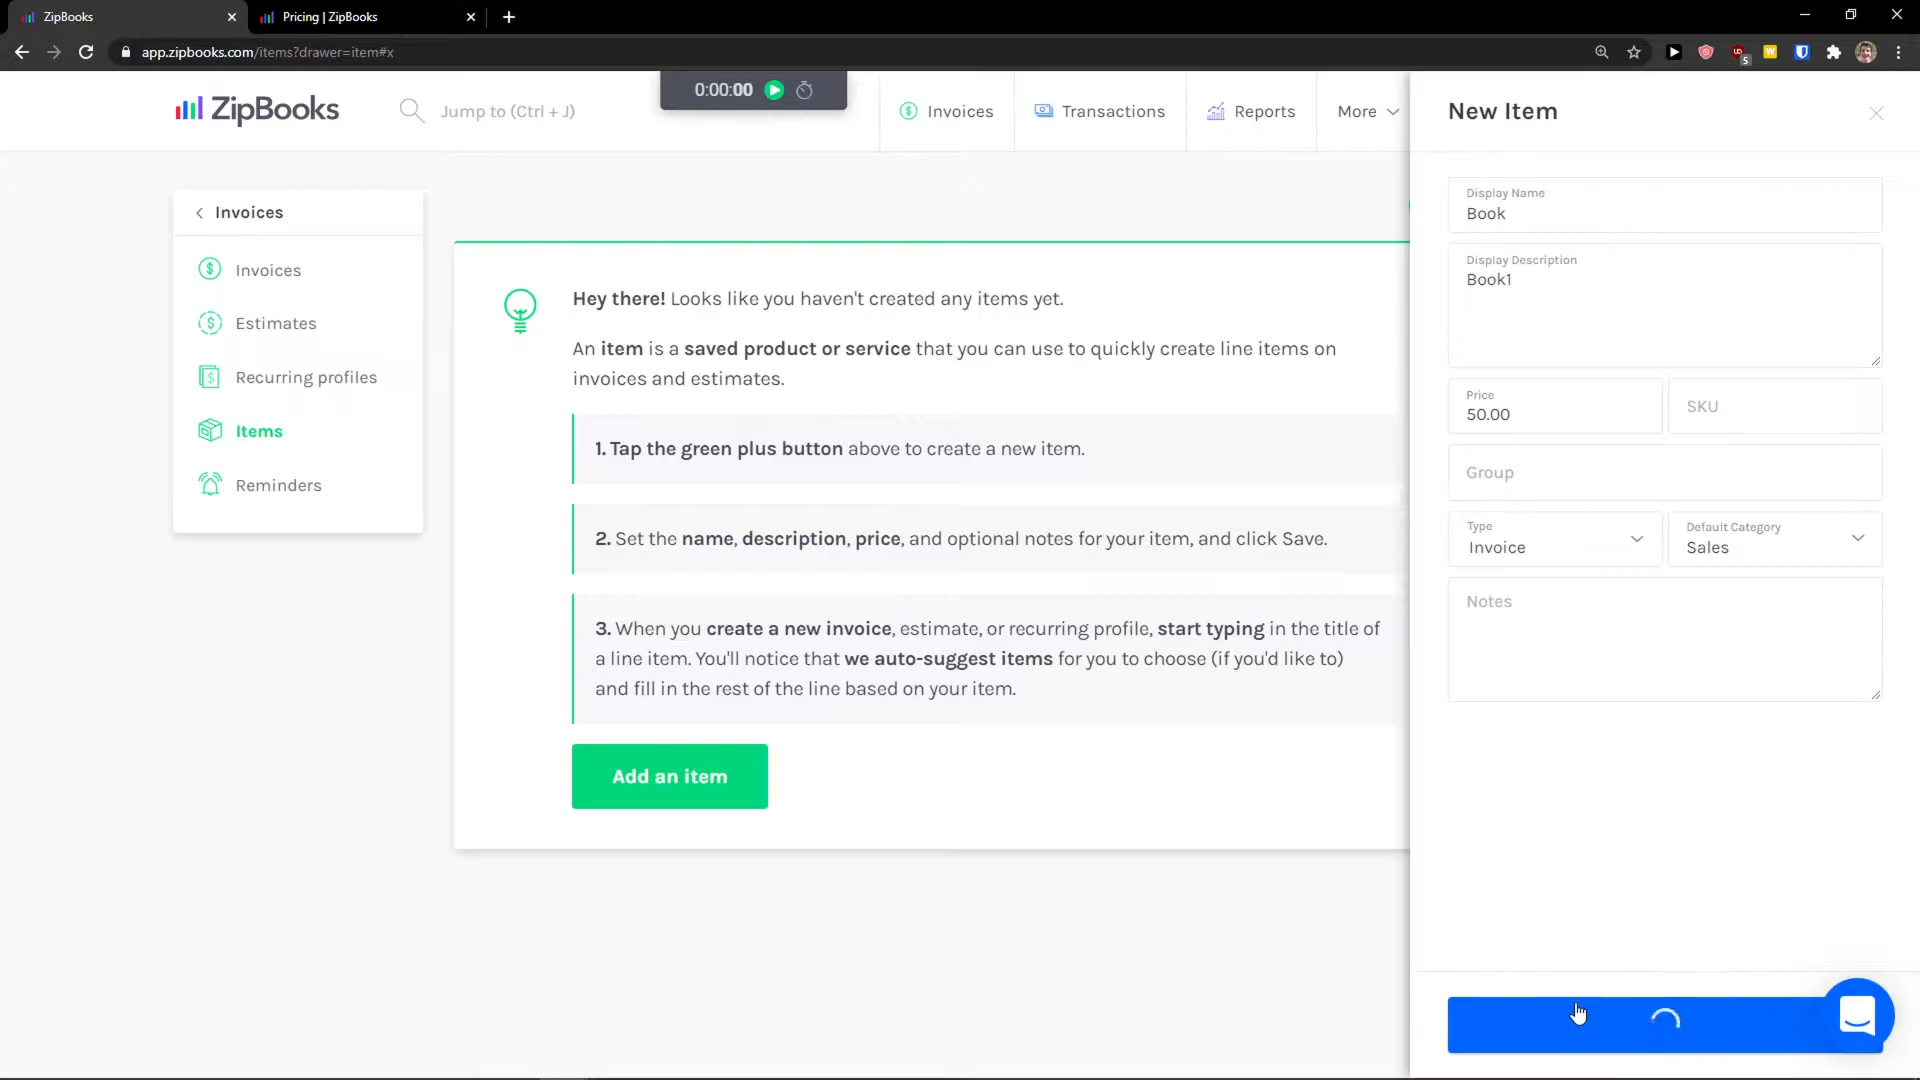 ZipBooks
Pricing | ZipBooks
app.zipbooks.com/items?drawer=item#x
UD
5
W
ZipBooks
Jump to (Ctrl + J)
0:00:00
Invoices
Transactions
Reports
More
New Item
Invoices
Invoices
Estimates
Recurring profiles
Items
Reminders
Hey there! Looks like you haven't created any items yet.
An item is a saved product or service that you can use to quickly create line items on
invoices and estimates.
1. Tap the green plus button above to create a new item.
2. Set the name, description, price, and optional notes for your item, and click Save.
3. When you create a new invoice, estimate, or recurring profile, start typing in the title of
a line item. You'll notice that we auto-suggest items for you to choose (if you'd like to)
and fill in the rest of the line based on your item.
Add an item
Display Name
Book
Display Description
Book1
Price
50.00
SKU
Group
Type
Invoice
Default Category
Sales
Notes